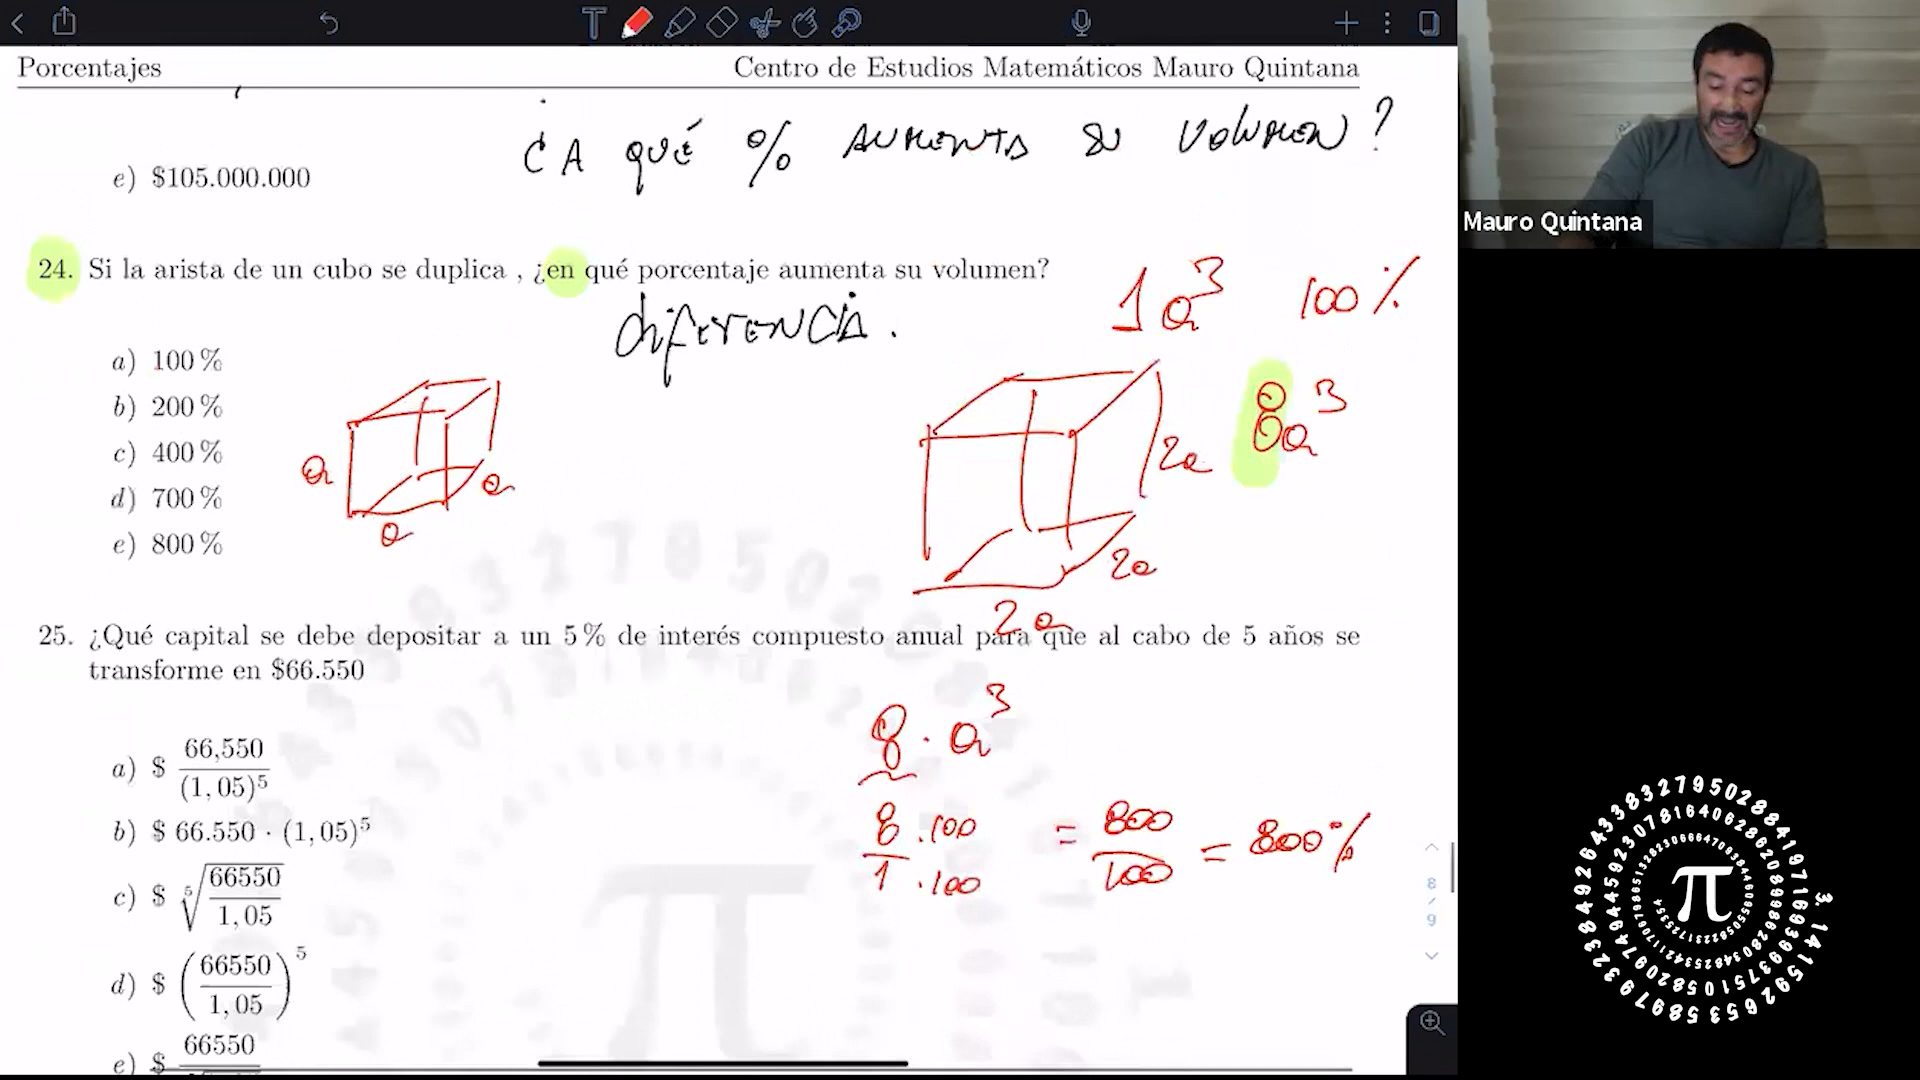 Porcentajes Centro de Estudios Matemáticos Mauro Quintana
¿A QUÉ % AUMENTA SU VOLUMEN?
e) $105.000.000
Mauro Quintana
24. Si la arista de un cubo se duplica , ¿en qué porcentaje aumenta su volumen?
diferencia.
1a³ 100%
a) 100 %
b) 200 %
c) 400 %
d) 700 %
e) 800 %
a
a
a
8a³
2a
2a
2a
25. ¿Qué capital se debe depositar a un 5 % de interés compuesto anual para que al cabo de 5 años se
transforme en $66.550
8 · a³
a) $ 66,550 / (1,05)⁵
b) $ 66.550 · (1,05)⁵
8 · 100 / 1 · 100 = 800 / 100 = 800%
c) $ ⁵√(66550 / 1,05)
d) $ (66550 / 1,05)⁵
e) $ 66550
8
9
π